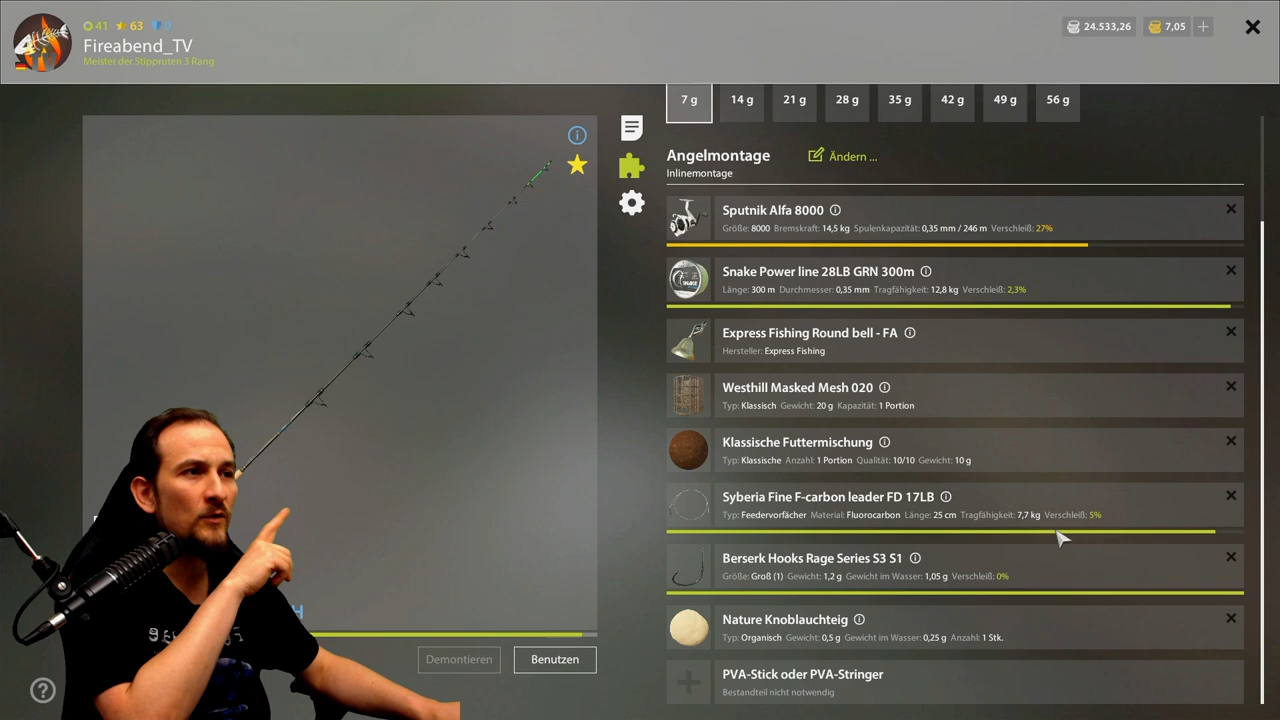 41 63 0
Fireabend_TV
Meister der Stippruten 3 Rang
24.533,26 7,05
7 g 14 g 21 g 28 g 35 g 42 g 49 g 56 g
Angelmontage Ändern ...
Inlinemontage
Sputnik Alfa 8000
Größe: 8000 Bremskraft: 14,5 kg Spulenkapazität: 0,35 mm / 246 m Verschleiß: 27%
Snake Power line 28LB GRN 300m
Länge: 300 m Durchmesser: 0,35 mm Tragfähigkeit: 12,8 kg Verschleiß: 2,3%
Express Fishing Round bell - FA
Hersteller: Express Fishing
Westhill Masked Mesh 020
Typ: Klassisch Gewicht: 20 g Kapazität: 1 Portion
Klassische Futtermischung
Typ: Klassische Anzahl: 1 Portion Qualität: 10/10 Gewicht: 10 g
Syberia Fine F-carbon leader FD 17LB
Typ: Feedervorfächer Material: Fluorocarbon Länge: 25 cm Tragfähigkeit: 7,7 kg Verschleiß: 5%
Berserk Hooks Rage Series S3 S1
Größe: Groß (1) Gewicht: 1,2 g Gewicht im Wasser: 1,05 g Verschleiß: 0%
Nature Knoblauchteig
Typ: Organisch Gewicht: 0,5 g Gewicht im Wasser: 0,25 g Anzahl: 1 Stk.
PVA-Stick oder PVA-Stringer
Bestandteil nicht notwendig
H
Demontieren Benutzen